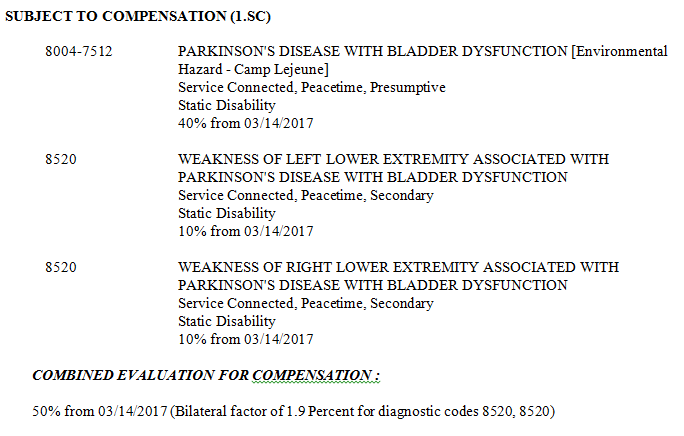 SUBJECT TO COMPENSATION (1.SC)
8004-7512 PARKINSON'S DISEASE WITH BLADDER DYSFUNCTION [Environmental
Hazard - Camp Lejeune]
Service Connected, Peacetime, Presumptive
Static Disability
40% from 03/14/2017
8520 WEAKNESS OF LEFT LOWER EXTREMITY ASSOCIATED WITH
PARKINSON'S DISEASE WITH BLADDER DYSFUNCTION
Service Connected, Peacetime, Secondary
Static Disability
10% from 03/14/2017
8520 WEAKNESS OF RIGHT LOWER EXTREMITY ASSOCIATED WITH
PARKINSON'S DISEASE WITH BLADDER DYSFUNCTION
Service Connected, Peacetime, Secondary
Static Disability
10% from 03/14/2017
COMBINED EVALUATION FOR COMPENSATION :
50% from 03/14/2017 (Bilateral factor of 1.9 Percent for diagnostic codes 8520, 8520)